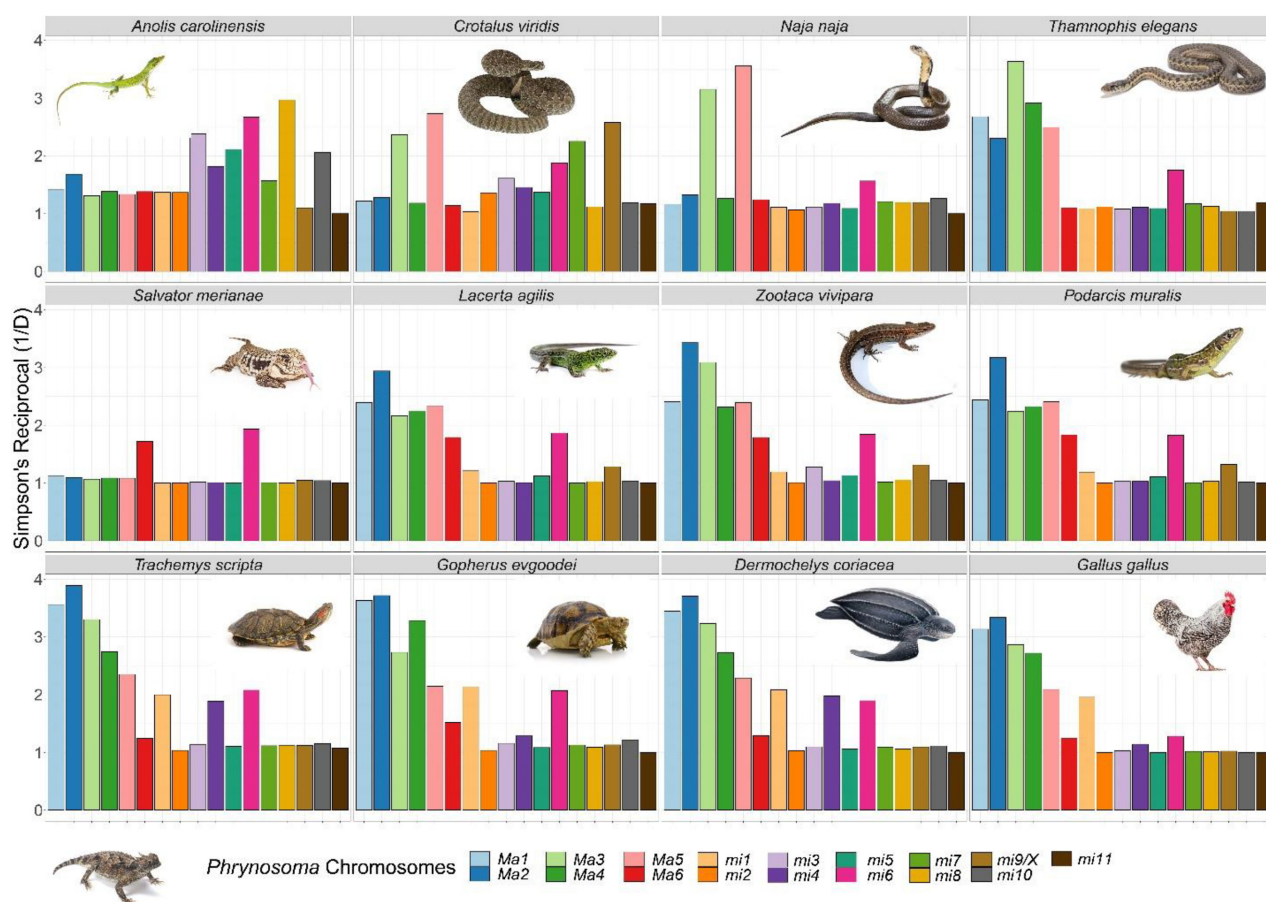 Anolis carolinensis
Crotalus viridis
Naja naja
Thamnophis elegans
4
3
2
1
0
Salvator merianae
Lacerta agilis
Zootaca vivipara
Podarcis muralis
4
3
2
1
0
Simpson's Reciprocal (1/D)
Trachemys scripta
Gopherus evgoodei
Dermochelys coriacea
Gallus gallus
4
3
2
1
0
Phrynosoma Chromosomes
Ma1 Ma3 Ma5 mi1 mi3 mi5 mi7 mi9/X mi11
Ma2 Ma4 Ma6 mi2 mi4 mi6 mi8 mi10